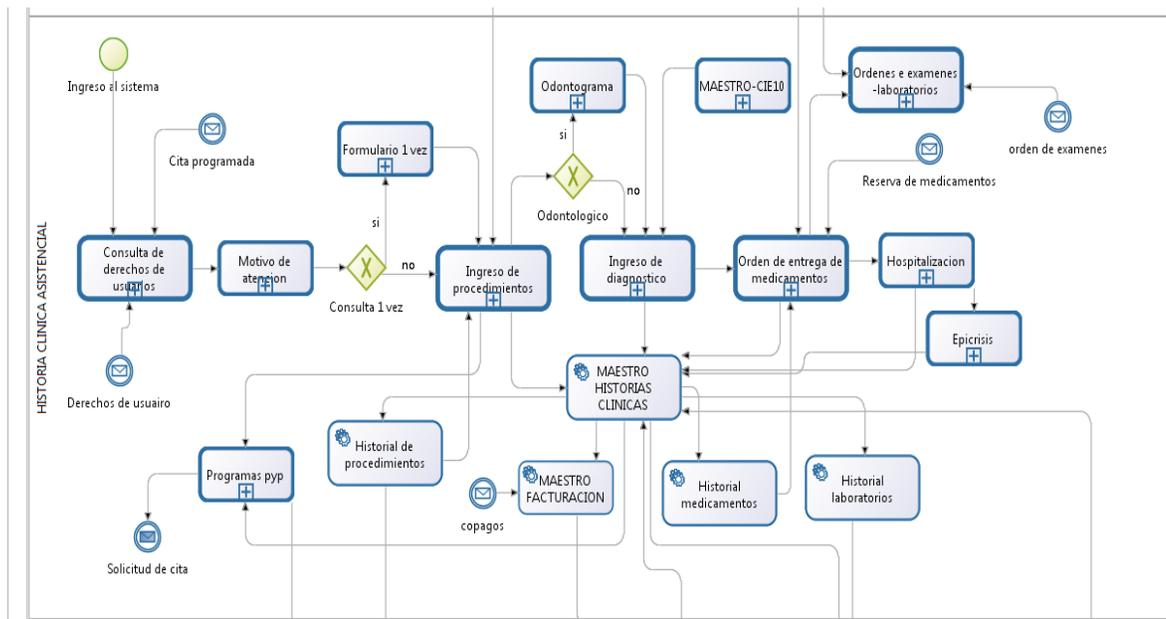 HISTORIA CLINICA ASISTENCIAL
Ingreso al sistema
Cita programada
Consulta de
derechos de
usuarios
Derechos de usuairo
Motivo de
atencion
Consulta 1 vez
si
no
Formulario 1 vez
Ingreso de
procedimientos
Odontologico
si
no
Odontograma
MAESTRO-CIE10
Ingreso de
diagnostico
Orden de entrega de
medicamentos
Ordenes e examenes
-laboratorios
orden de examenes
Reserva de medicamentos
Hospitalizacion
Epicrisis
MAESTRO
HISTORIAS
CLINICAS
Historial de
procedimientos
Programas pyp
Solicitud de cita
copagos
MAESTRO
FACTURACION
Historial
medicamentos
Historial
laboratorios